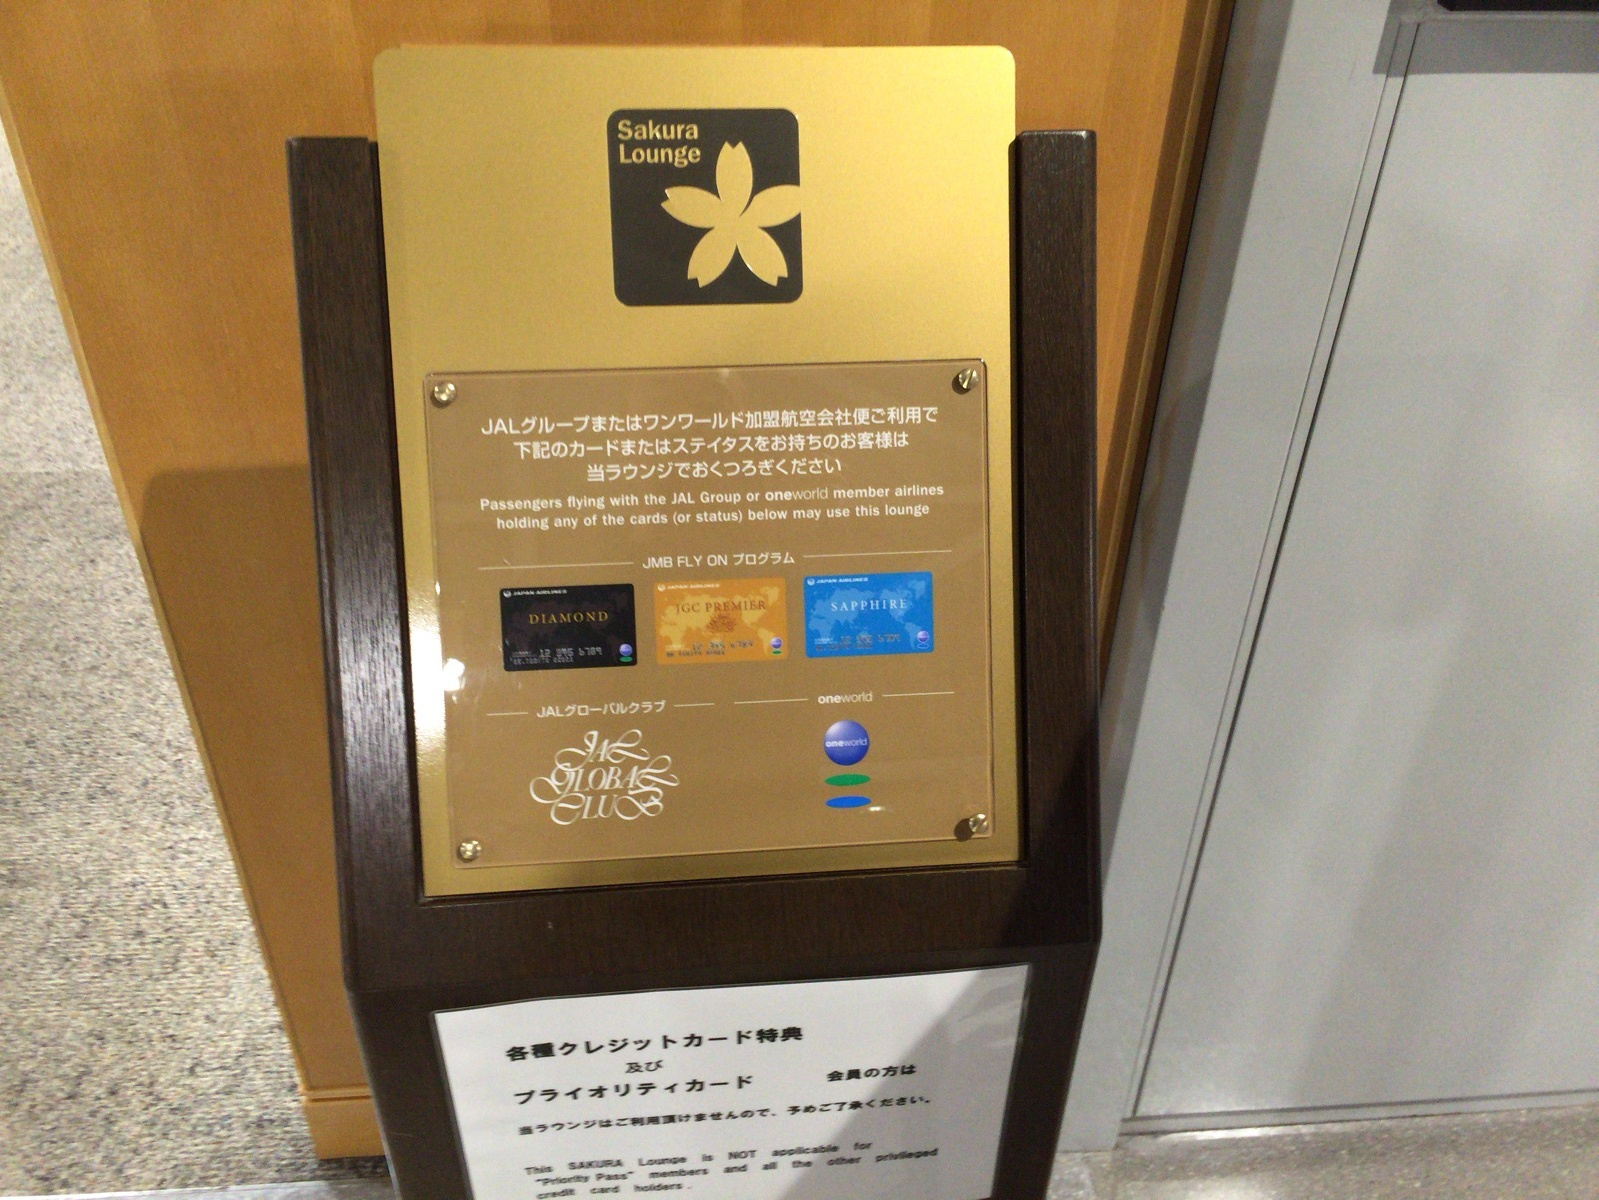 Sakura
Lounge
JALグループまたはワンワールド加盟航空会社便ご利用で
下記のカードまたはステイタスをお持ちのお客様は
当ラウンジでおくつろぎください
Passengers flying with the JAL Group or oneworld member airlines
holding any of the cards (or status) below may use this lounge
JMB FLY ON プログラム
JAPAN AIRLINES
DIAMOND
JAPAN AIRLINES
JGC PREMIER
JAPAN AIRLINES
SAPPHIRE
JALグローバルクラブ
JAL
GLOBAL
CLUB
oneworld
oneworld
各種クレジットカード特典
及び
プライオリティカード 会員の方は
当ラウンジはご利用頂けませんので、予めご了承ください。
This SAKURA Lounge is NOT applicable for
"Priority Pass" members and all the other privileged
credit card holders.